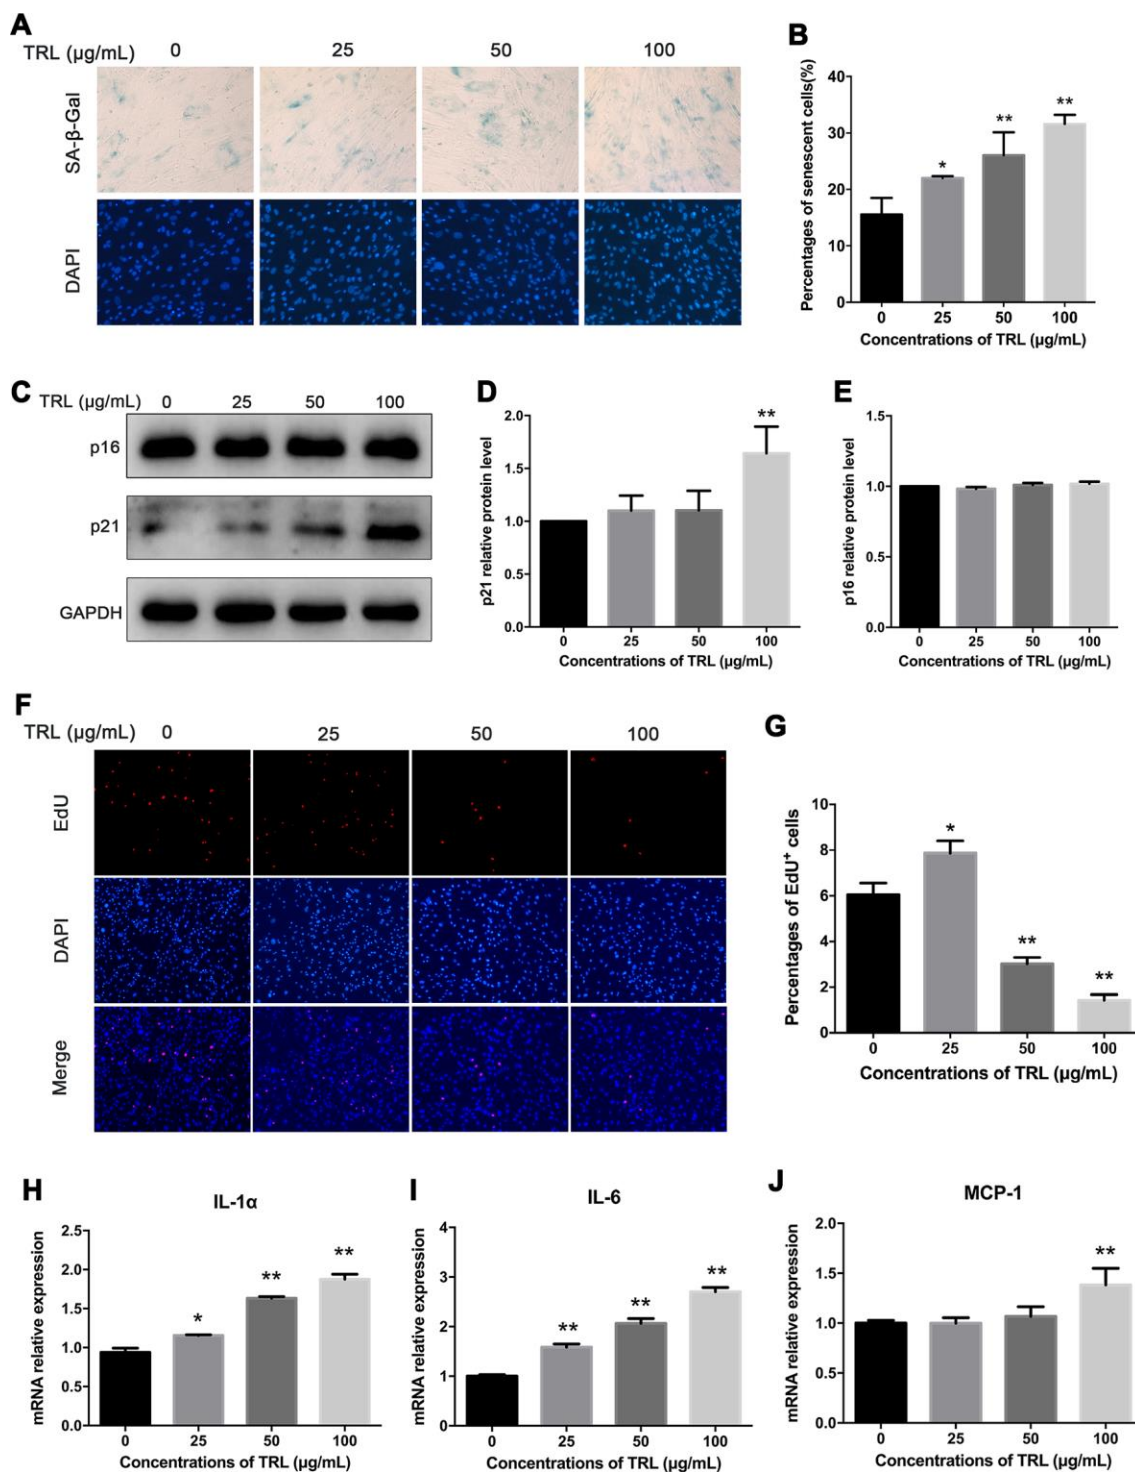 A
TRL (μg/mL) 0 25 50 100
SA-β-Gal
DAPI
B
Percentages of senescent cells(%)
40
30
20
10
0
* ** **
0 25 50 100
Concentrations of TRL (μg/mL)
C
TRL (μg/mL) 0 25 50 100
p16
p21
GAPDH
D
p21 relative protein level
2.0
1.5
1.0
0.5
0.0
**
0 25 50 100
Concentrations of TRL (μg/mL)
E
p16 relative protein level
1.5
1.0
0.5
0.0
0 25 50 100
Concentrations of TRL (μg/mL)
F
TRL (μg/mL) 0 25 50 100
EdU
DAPI
Merge
G
Percentages of EdU⁺ cells
10
8
6
4
2
0
* ** **
0 25 50 100
Concentrations of TRL (μg/mL)
H
IL-1α
mRNA relative expression
2.5
2.0
1.5
1.0
0.5
0.0
* ** **
0 25 50 100
Concentrations of TRL (μg/mL)
I
IL-6
mRNA relative expression
4
3
2
1
0
** ** **
0 25 50 100
Concentrations of TRL (μg/mL)
J
MCP-1
mRNA relative expression
2.0
1.5
1.0
0.5
0.0
**
0 25 50 100
Concentrations of TRL (μg/mL)